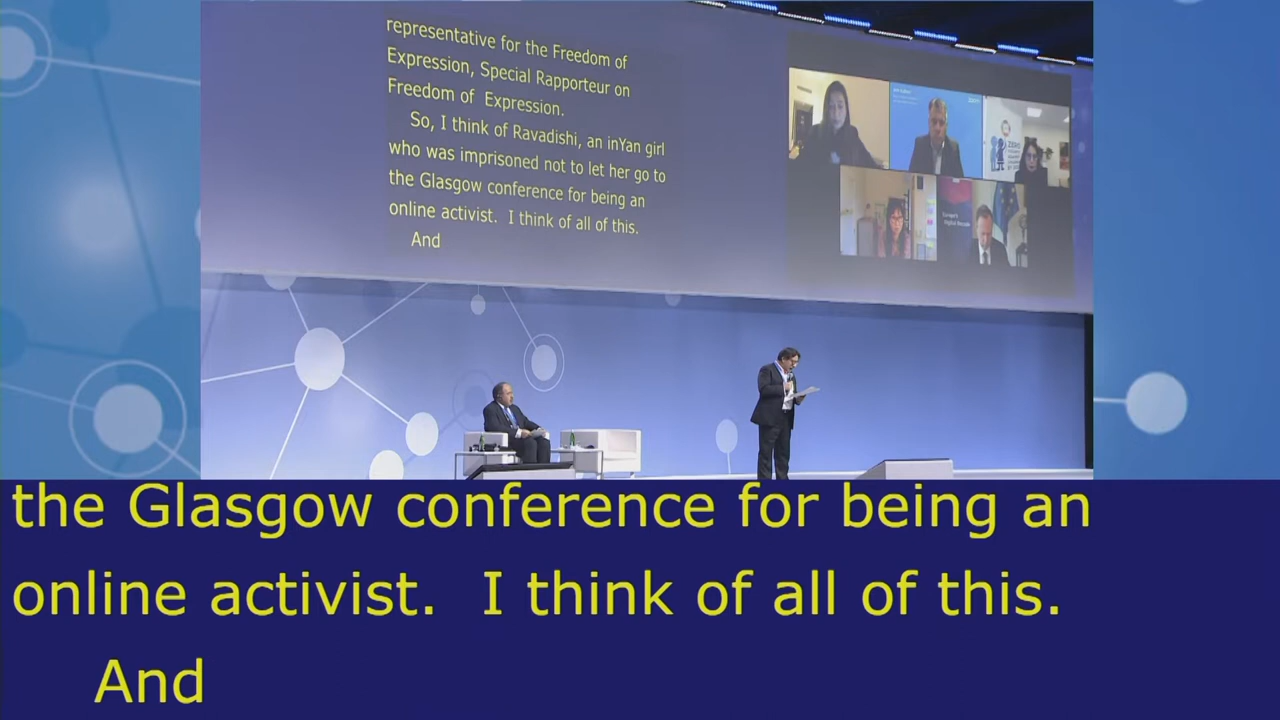 representative for the Freedom of
Expression, Special Rapporteur on
Freedom of Expression.
So, I think of Ravadishi, an inYan girl
who was imprisoned not to let her go to
the Glasgow conference for being an
online activist. I think of all of this.
And
ZERO
the Glasgow conference for being an
online activist. I think of all of this.
And